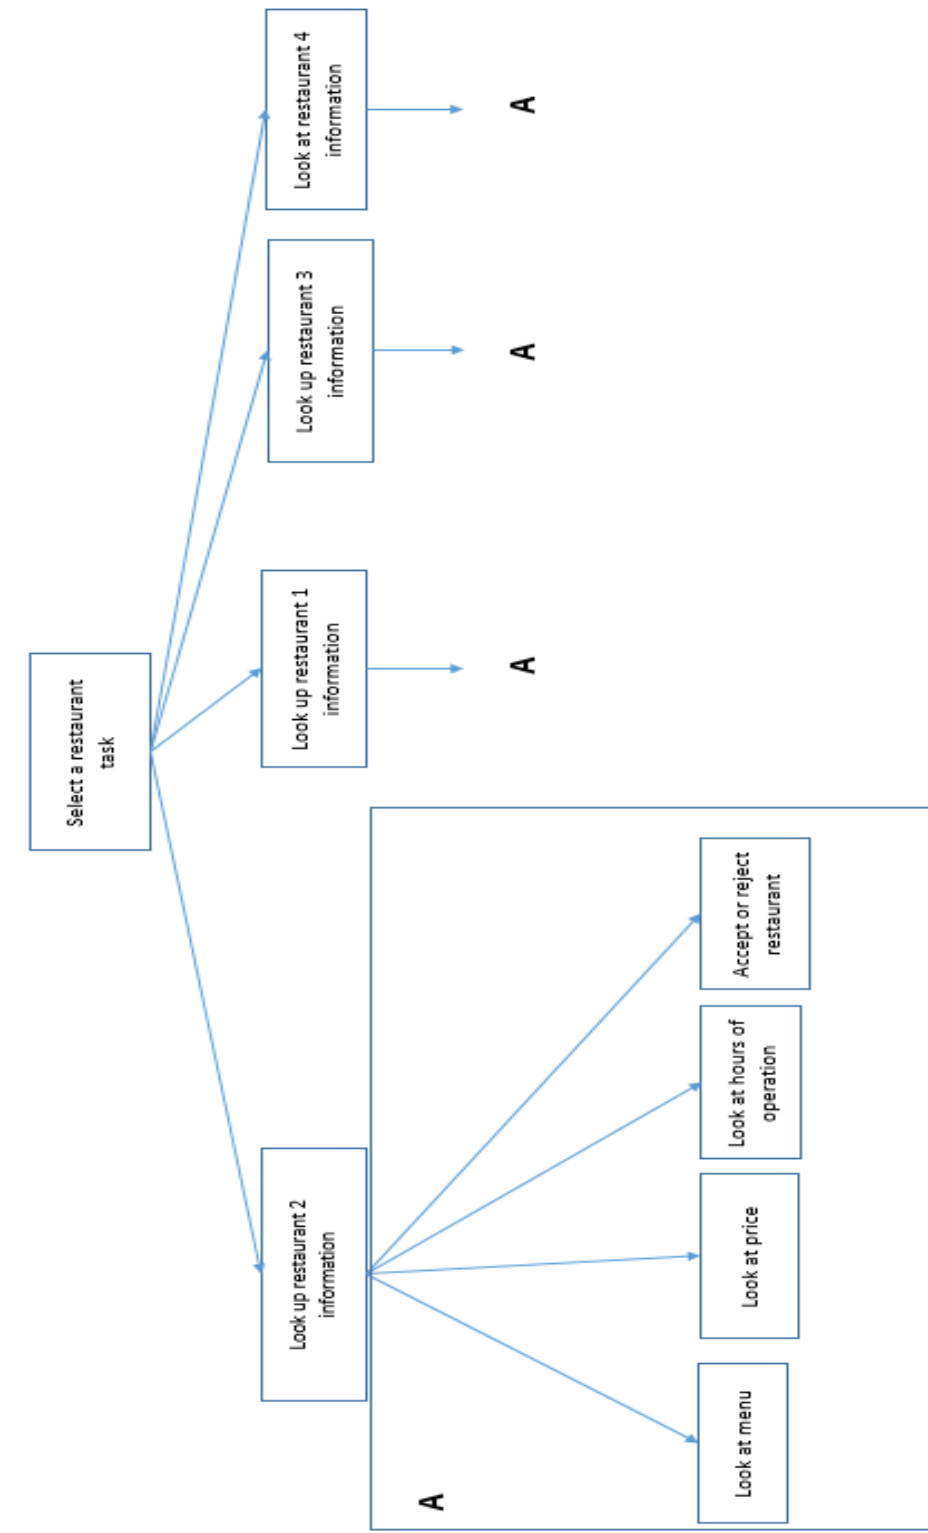 Select a restaurant
task
Look up restaurant 2
information
Look up restaurant 1
information
Look up restaurant 3
information
Look at restaurant 4
information
A
A
A
A
Look at menu
Look at price
Look at hours of
operation
Accept or reject
restaurant